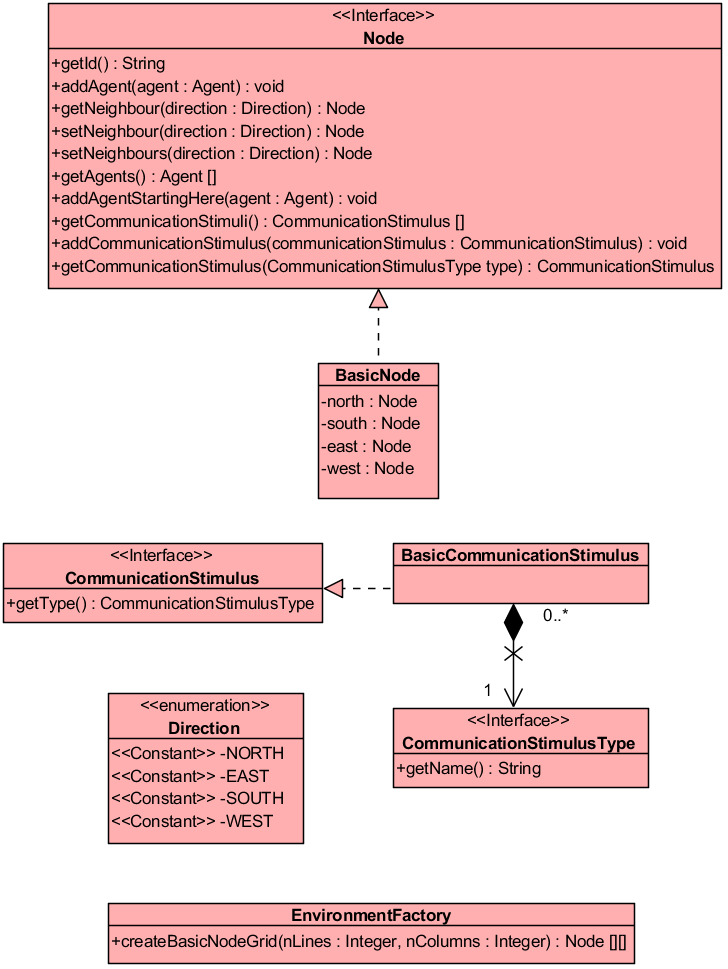 <<Interface>>
Node
+getId() : String
+addAgent(agent : Agent) : void
+getNeighbour(direction : Direction) : Node
+setNeighbour(direction : Direction) : Node
+setNeighbours(direction : Direction) : Node
+getAgents() : Agent []
+addAgentStartingHere(agent : Agent) : void
+getCommunicationStimuli() : CommunicationStimulus []
+addCommunicationStimulus(communicationStimulus : CommunicationStimulus) : void
+getCommunicationStimulus(CommunicationStimulusType type) : CommunicationStimulus
BasicNode
-north : Node
-south : Node
-east : Node
-west : Node
<<Interface>>
CommunicationStimulus
+getType() : CommunicationStimulusType
BasicCommunicationStimulus
0..*
1
<<Interface>>
CommunicationStimulusType
+getName() : String
<<enumeration>>
Direction
<<Constant>> -NORTH
<<Constant>> -EAST
<<Constant>> -SOUTH
<<Constant>> -WEST
EnvironmentFactory
+createBasicNodeGrid(nLines : Integer, nColumns : Integer) : Node [][]